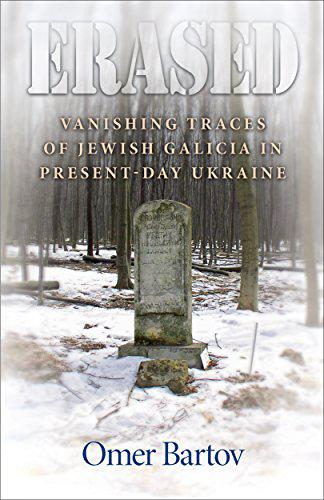 ERASED
VANISHING TRACES
OF JEWISH GALICIA IN
PRESENT-DAY UKRAINE
Omer Bartov